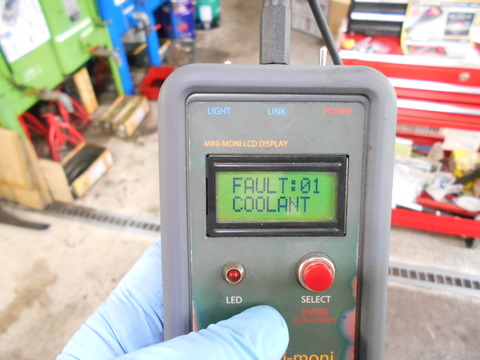 LIGHT LINK POWER
MINI-MONI LCD DISPLAY
FAULT:01
COOLANT
LED SELECT
ENTER